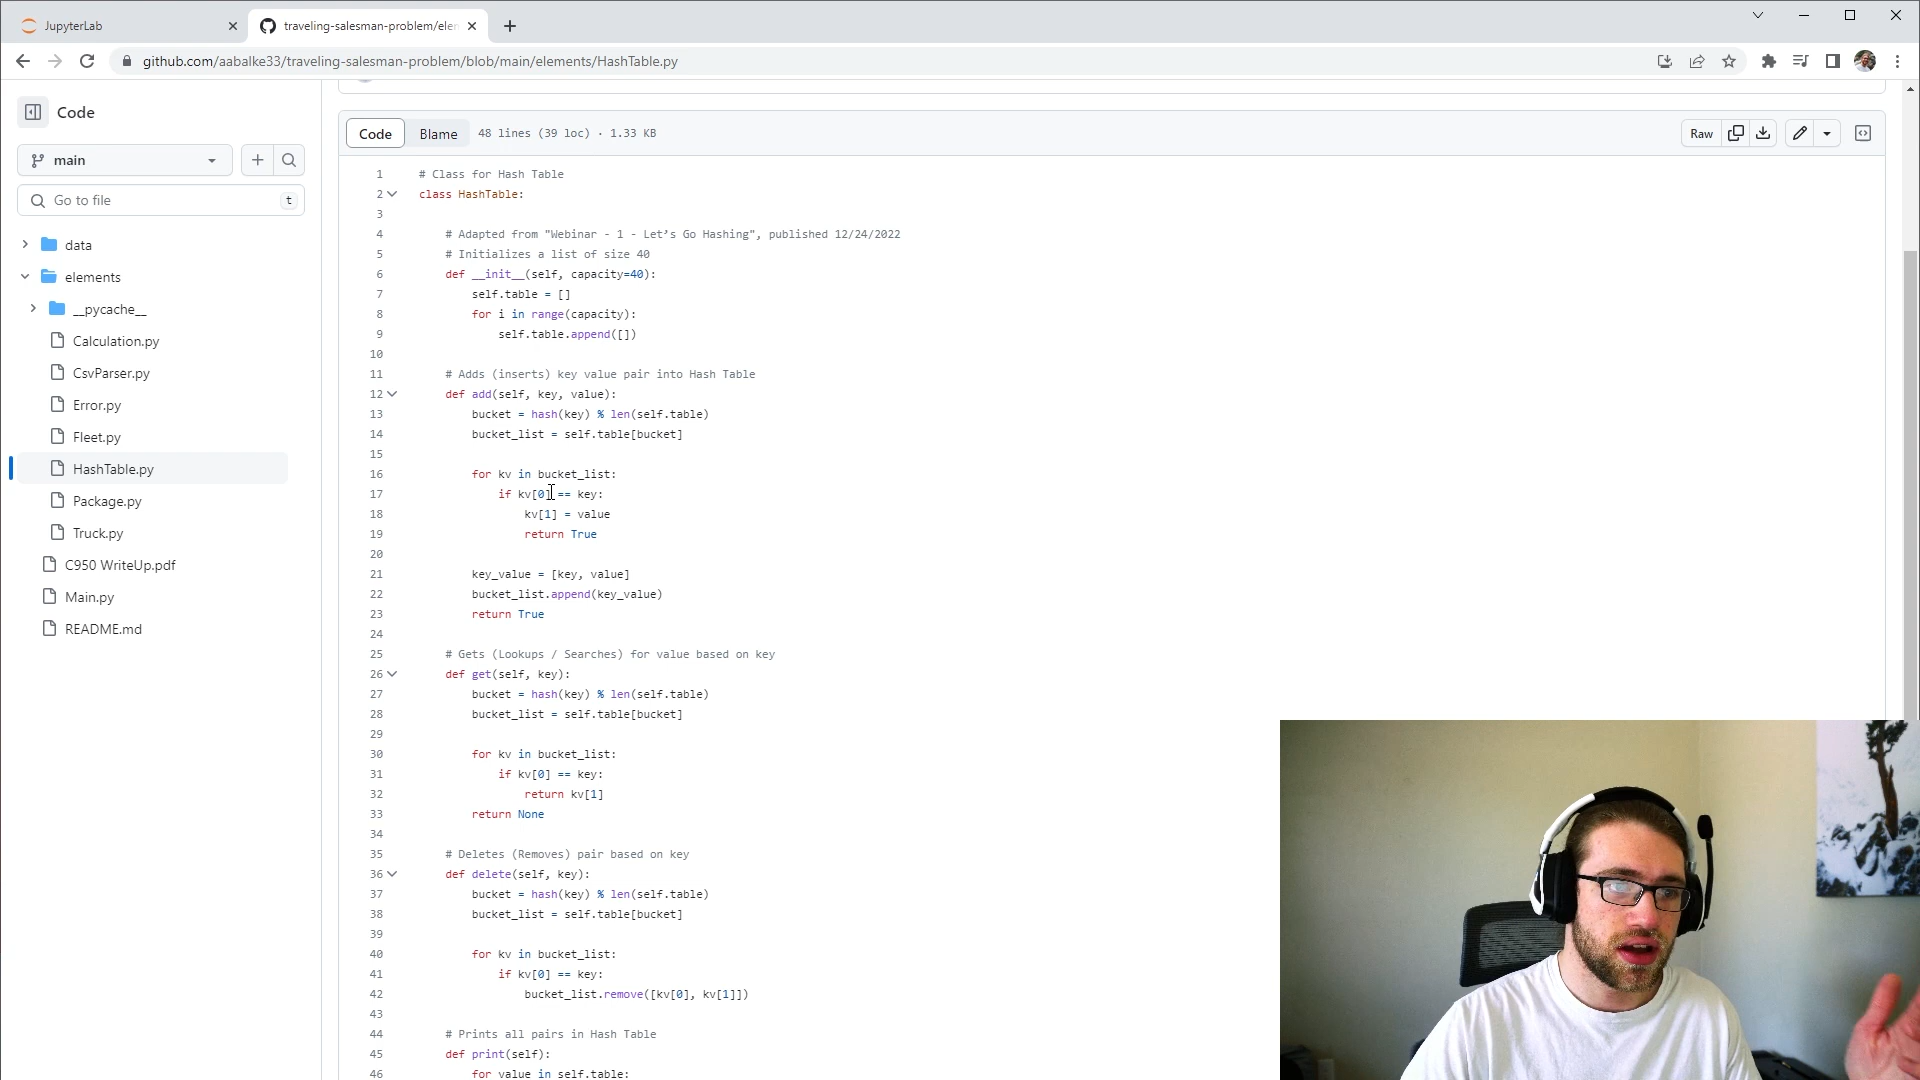 JupyterLab
traveling-salesman-problem/elen
github.com/aabalke33/traveling-salesman-problem/blob/main/elements/HashTable.py
Code
main
Go to file
t
data
elements
__pycache__
Calculation.py
CsvParser.py
Error.py
Fleet.py
HashTable.py
Package.py
Truck.py
C950 WriteUp.pdf
Main.py
README.md
Code Blame 48 lines (39 loc) · 1.33 KB Raw
1 # Class for Hash Table
2 class HashTable:
3
4 # Adapted from "Webinar - 1 - Let’s Go Hashing", published 12/24/2022
5 # Initializes a list of size 40
6 def __init__(self, capacity=40):
7 self.table = []
8 for i in range(capacity):
9 self.table.append([])
10
11 # Adds (inserts) key value pair into Hash Table
12 def add(self, key, value):
13 bucket = hash(key) % len(self.table)
14 bucket_list = self.table[bucket]
15
16 for kv in bucket_list:
17 if kv[0] == key:
18 kv[1] = value
19 return True
20
21 key_value = [key, value]
22 bucket_list.append(key_value)
23 return True
24
25 # Gets (Lookups / Searches) for value based on key
26 def get(self, key):
27 bucket = hash(key) % len(self.table)
28 bucket_list = self.table[bucket]
29
30 for kv in bucket_list:
31 if kv[0] == key:
32 return kv[1]
33 return None
34
35 # Deletes (Removes) pair based on key
36 def delete(self, key):
37 bucket = hash(key) % len(self.table)
38 bucket_list = self.table[bucket]
39
40 for kv in bucket_list:
41 if kv[0] == key:
42 bucket_list.remove([kv[0], kv[1]])
43
44 # Prints all pairs in Hash Table
45 def print(self):
46 for value in self.table: